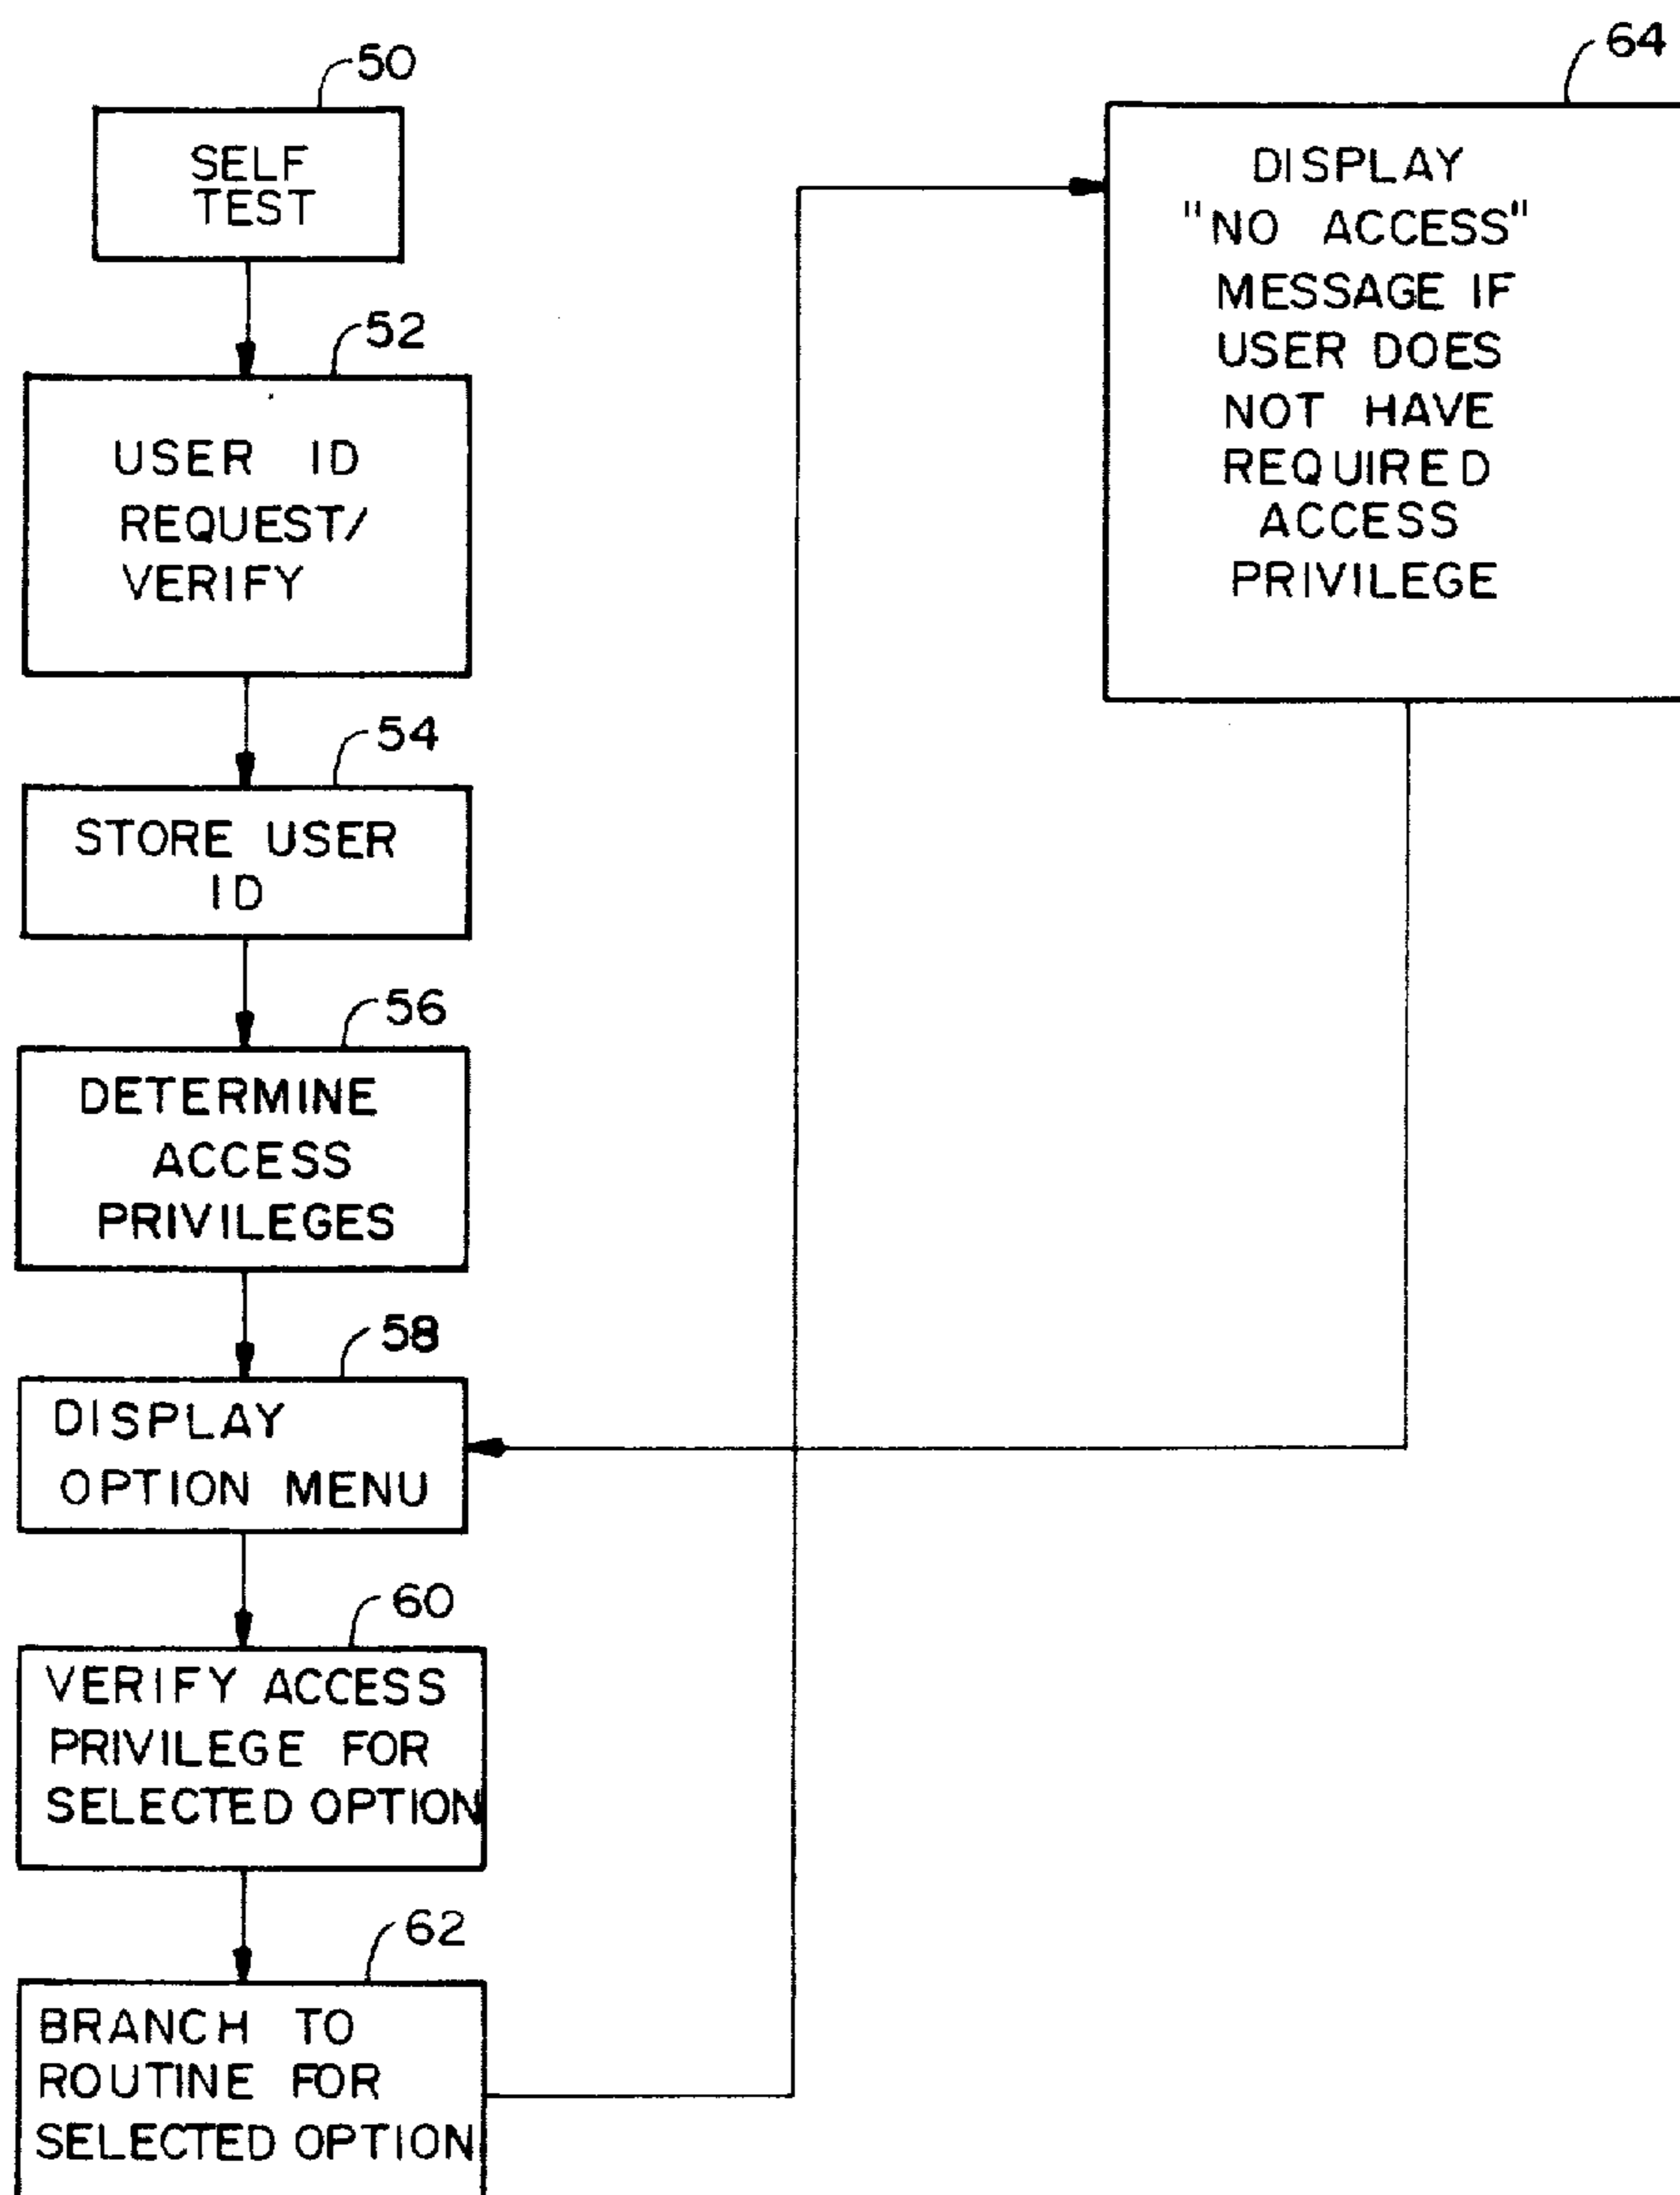 50
SELF
TEST
52
USER ID
REQUEST/
VERIFY
54
STORE USER
ID
56
DETERMINE
ACCESS
PRIVILEGES
58
DISPLAY
OPTION MENU
60
VERIFY ACCESS
PRIVILEGE FOR
SELECTED OPTION
62
BRANCH TO
ROUTINE FOR
SELECTED OPTION
64
DISPLAY
"NO ACCESS"
MESSAGE IF
USER DOES
NOT HAVE
REQUIRED
ACCESS
PRIVILEGE